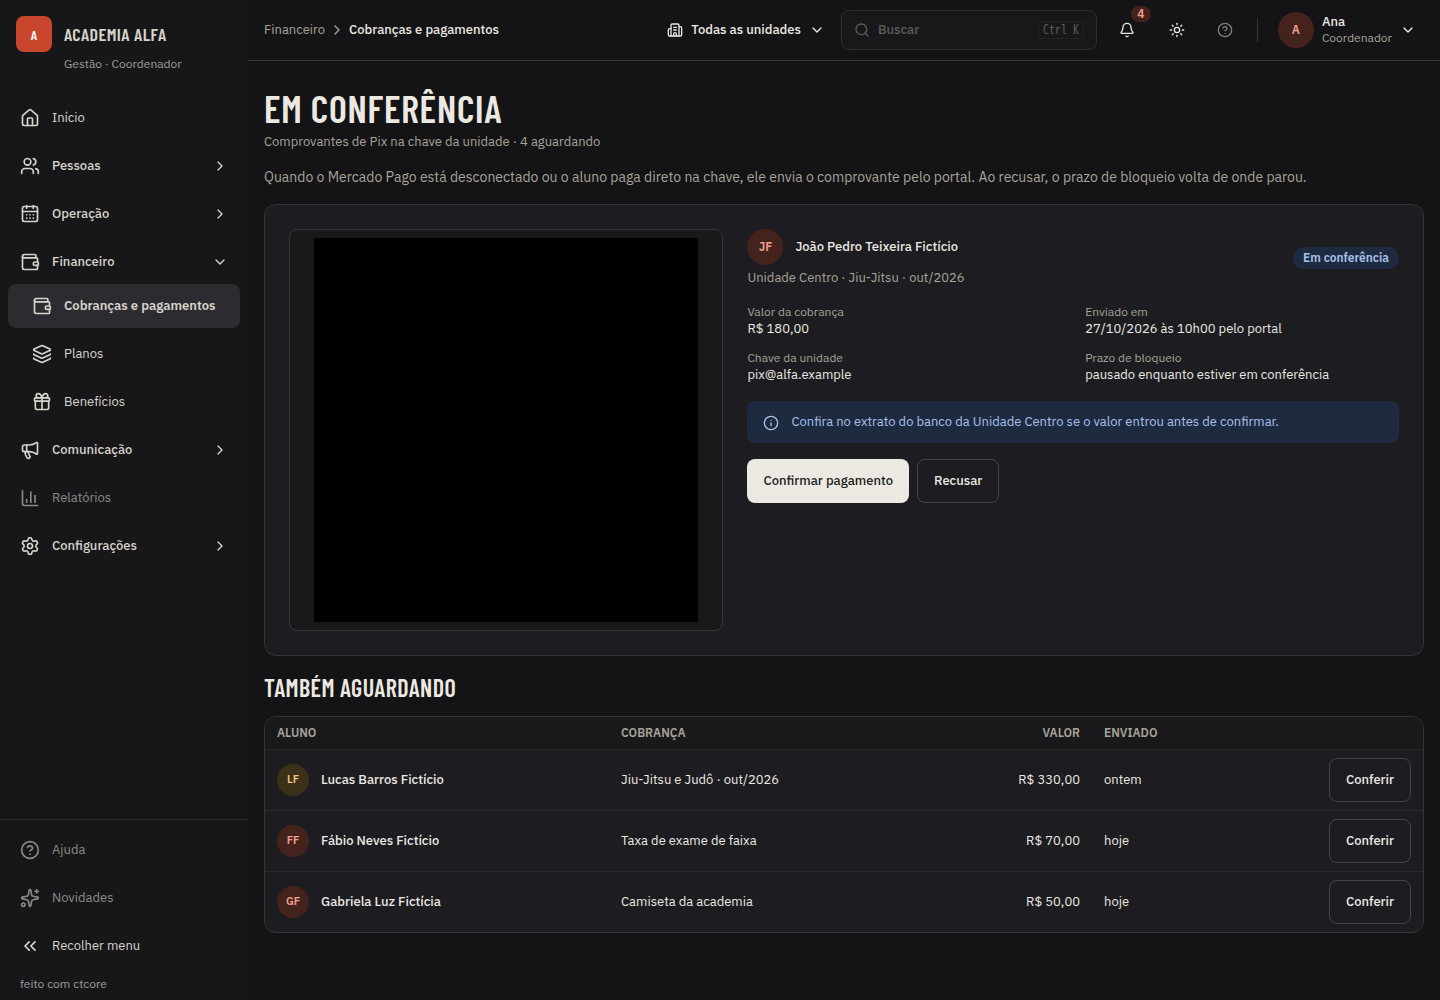 A
ACADEMIA ALFA
Gestão · Coordenador
Início
Pessoas
Operação
Financeiro
Cobranças e pagamentos
Planos
Benefícios
Comunicação
Relatórios
Configurações
Ajuda
Novidades
Recolher menu
feito com ctcore
Financeiro
Cobranças e pagamentos
Todas as unidades
Buscar
Ctrl K
4
A
Ana
Coordenador
EM CONFERÊNCIA
Comprovantes de Pix na chave da unidade · 4 aguardando
Quando o Mercado Pago está desconectado ou o aluno paga direto na chave, ele envia o comprovante pelo portal. Ao recusar, o prazo de bloqueio volta de onde parou.
JF
João Pedro Teixeira Fictício
Unidade Centro · Jiu-Jitsu · out/2026
Em conferência
Valor da cobrança
R$ 180,00
Enviado em
27/10/2026 às 10h00 pelo portal
Chave da unidade
pix@alfa.example
Prazo de bloqueio
pausado enquanto estiver em conferência
Confira no extrato do banco da Unidade Centro se o valor entrou antes de confirmar.
Confirmar pagamento
Recusar
TAMBÉM AGUARDANDO
ALUNO COBRANÇA VALOR ENVIADO
LF Lucas Barros Fictício Jiu-Jitsu e Judô · out/2026 R$ 330,00 ontem Conferir
FF Fábio Neves Fictício Taxa de exame de faixa R$ 70,00 hoje Conferir
GF Gabriela Luz Fictícia Camiseta da academia R$ 50,00 hoje Conferir